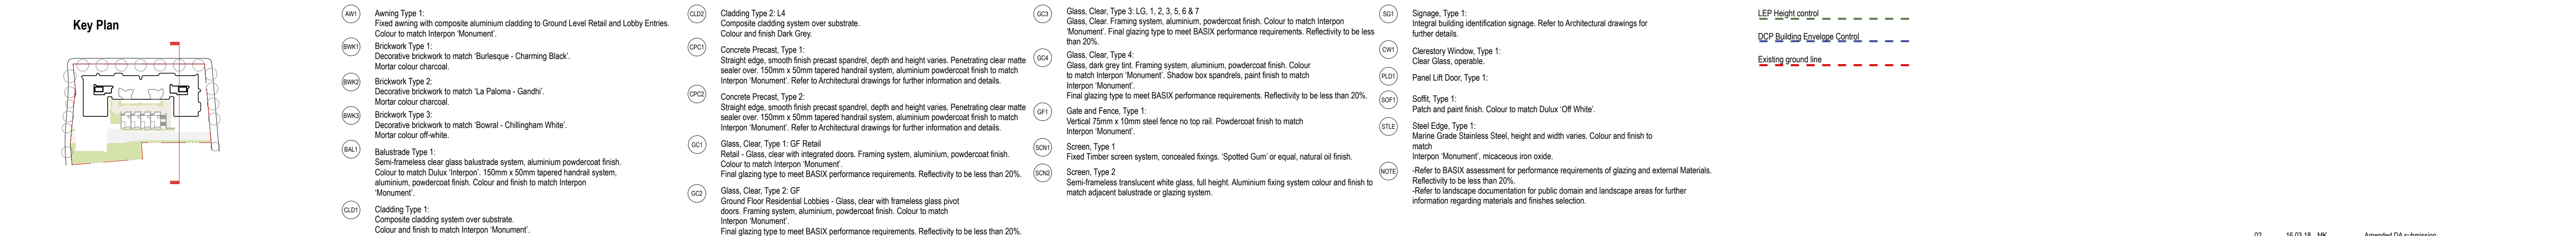 Key Plan
AW1
Awning Type 1:
Fixed awning with composite aluminium cladding to Ground Level Retail and Lobby Entries.
Colour to match Interpon 'Monument'.
BWK1
Brickwork Type 1:
Decorative brickwork to match 'Burlesque - Charming Black'.
Mortar colour charcoal.
BWK2
Brickwork Type 2:
Decorative brickwork to match 'La Paloma - Gandhi'.
Mortar colour charcoal.
BWK3
Brickwork Type 3:
Decorative brickwork to match 'Bowral - Chillingham White'.
Mortar colour off-white.
BAL1
Balustrade Type 1:
Semi-frameless clear glass balustrade system, aluminium powdercoat finish.
Colour to match Dulux 'Interpon'. 150mm x 50mm tapered handrail system,
aluminium, powdercoat finish. Colour and finish to match Interpon
'Monument'.
CLD1
Cladding Type 1:
Composite cladding system over substrate.
Colour and finish to match Interpon 'Monument'.
CLD2
Cladding Type 2: L4
Composite cladding system over substrate.
Colour and finish Dark Grey.
CPC1
Concrete Precast, Type 1:
Straight edge, smooth finish precast spandrel, depth and height varies. Penetrating clear matte
sealer over. 150mm x 50mm tapered handrail system, aluminium powdercoat finish to match
Interpon 'Monument'. Refer to Architectural drawings for further information and details.
CPC2
Concrete Precast, Type 2:
Straight edge, smooth finish precast spandrel, depth and height varies. Penetrating clear matte
sealer over. 150mm x 50mm tapered handrail system, aluminium powdercoat finish to match
Interpon 'Monument'. Refer to Architectural drawings for further information and details.
GC1
Glass, Clear, Type 1: GF Retail
Retail - Glass, clear with integrated doors. Framing system, aluminium, powdercoat finish.
Colour to match Interpon 'Monument'.
Final glazing type to meet BASIX performance requirements. Reflectivity to be less than 20%.
GC2
Glass, Clear, Type 2: GF
Ground Floor Residential Lobbies - Glass, clear with frameless glass pivot
doors. Framing system, aluminium, powdercoat finish. Colour to match
Interpon 'Monument'.
Final glazing type to meet BASIX performance requirements. Reflectivity to be less than 20%.
GC3
Glass, Clear, Type 3: LG, 1, 2, 3, 5, 6 & 7
Glass, Clear. Framing system, aluminium, powdercoat finish. Colour to match Interpon
'Monument'. Final glazing type to meet BASIX performance requirements. Reflectivity to be less
than 20%.
GC4
Glass, Clear, Type 4:
Glass, dark grey tint. Framing system, aluminium, powdercoat finish. Colour
to match Interpon 'Monument'. Shadow box spandrels, paint finish to match
Interpon 'Monument'.
Final glazing type to meet BASIX performance requirements. Reflectivity to be less than 20%.
GF1
Gate and Fence, Type 1:
Vertical 75mm x 10mm steel fence no top rail. Powdercoat finish to match
Interpon 'Monument'.
SCN1
Screen, Type 1
Fixed Timber screen system, concealed fixings. 'Spotted Gum' or equal, natural oil finish.
SCN2
Screen, Type 2
Semi-frameless translucent white glass, full height. Aluminium fixing system colour and finish to
match adjacent balustrade or glazing system.
SG1
Signage, Type 1:
Integral building identification signage. Refer to Architectural drawings for
further details.
CW1
Clerestory Window, Type 1:
Clear Glass, operable.
PLD1
Panel Lift Door, Type 1:
SOF1
Soffit, Type 1:
Patch and paint finish. Colour to match Dulux 'Off White'.
STLE
Steel Edge, Type 1:
Marine Grade Stainless Steel, height and width varies. Colour and finish to
match
Interpon 'Monument', micaceous iron oxide.
NOTE
-Refer to BASIX assessment for performance requirements of glazing and external Materials.
Reflectivity to be less than 20%.
-Refer to landscape documentation for public domain and landscape areas for further
information regarding materials and finishes selection.
LEP Height control
DCP Building Envelope Control
Existing ground line
02 16.03.18 MK Amended DA submission